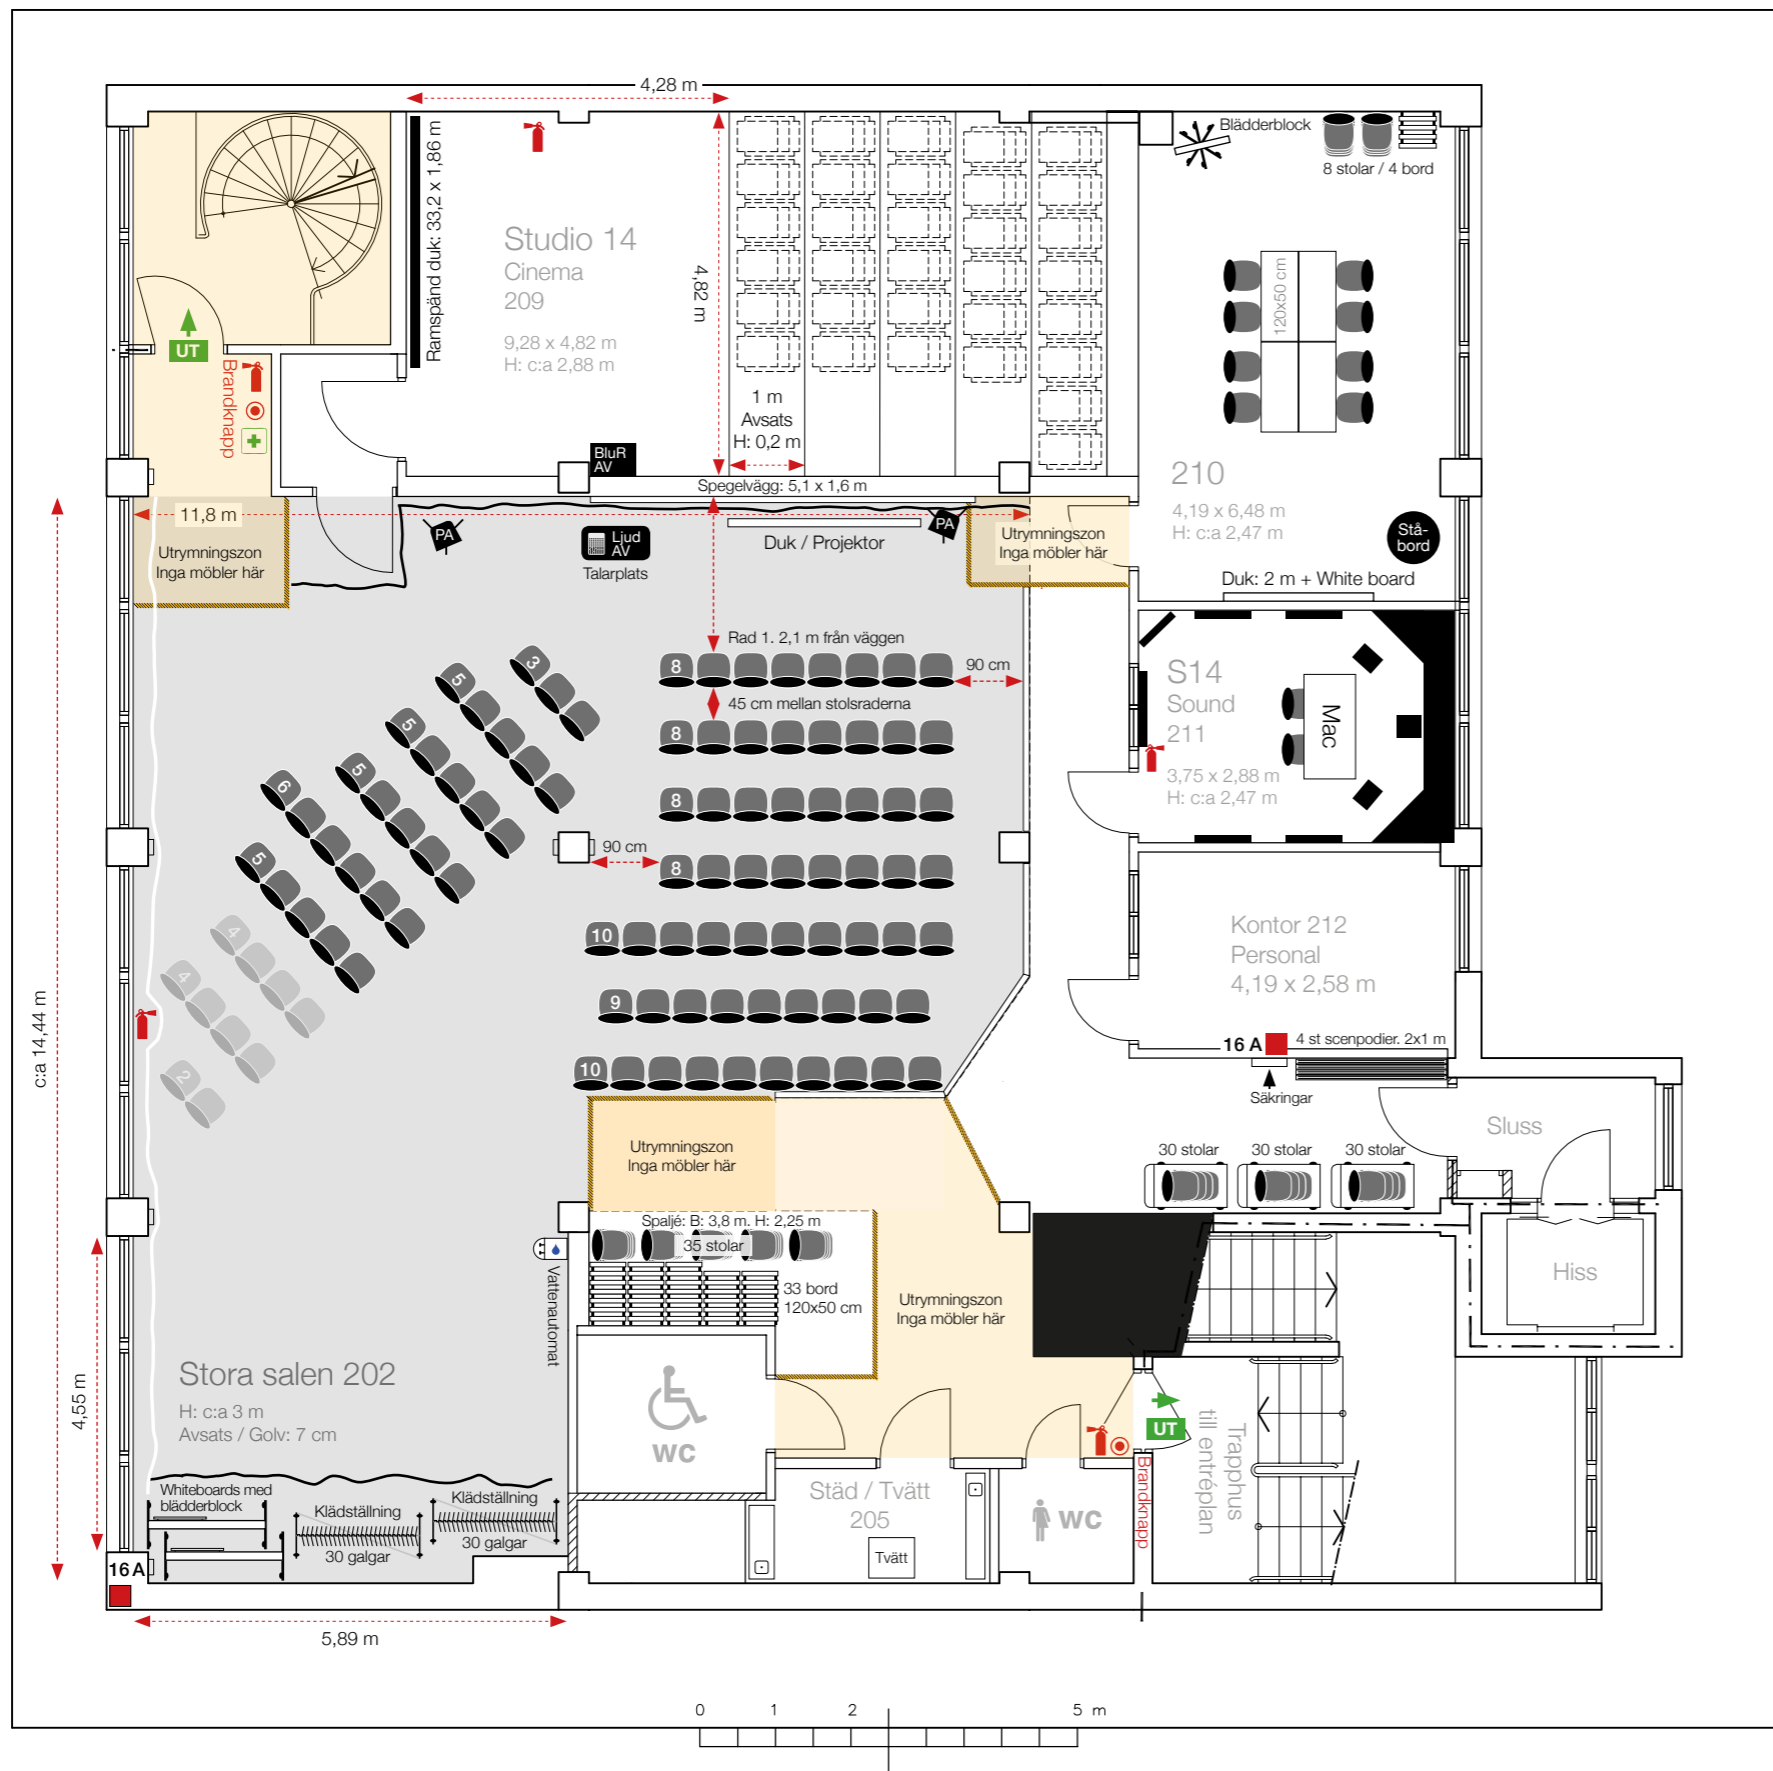 4,28 m
Ramspänd duk: 33,2 x 1,86 m
Studio 14
Cinema
209
9,28 x 4,82 m
H: c:a 2,88 m
4,82 m
1 m
Avsats
H: 0,2 m
BluR
AV
Spegelvägg: 5,1 x 1,6 m
Blädderblock
8 stolar / 4 bord
120x50 cm
210
4,19 x 6,48 m
H: c:a 2,47 m
Stå-
bord
Duk: 2 m + White board
UT
Brandknapp
11,8 m
Utrymningszon
Inga möbler här
PA
Ljud
AV
Talarplats
Duk / Projektor
PA
Utrymningszon
Inga möbler här
Rad 1. 2,1 m från väggen
90 cm
45 cm mellan stolsraderna
8
8
8
8
10
9
10
90 cm
3
5
5
5
6
5
4
4
2
S14
Sound
211
3,75 x 2,88 m
H: c:a 2,47 m
Mac
Kontor 212
Personal
4,19 x 2,58 m
16 A
4 st scenpodier. 2x1 m
Säkringar
Sluss
30 stolar
30 stolar
30 stolar
Hiss
c:a 14,44 m
4,55 m
Utrymningszon
Inga möbler här
Spaljé: B: 3,8 m. H: 2,25 m
35 stolar
33 bord
120x50 cm
Vattenautomat
Utrymningszon
Inga möbler här
Stora salen 202
H: c:a 3 m
Avsats / Golv: 7 cm
wc
UT
Brandknapp
Trapphus
till entréplan
Städ / Tvätt
205
Tvätt
wc
Whiteboards med
blädderblock
Klädställning
30 galgar
Klädställning
30 galgar
16 A
5,89 m
0 1 2 5 m